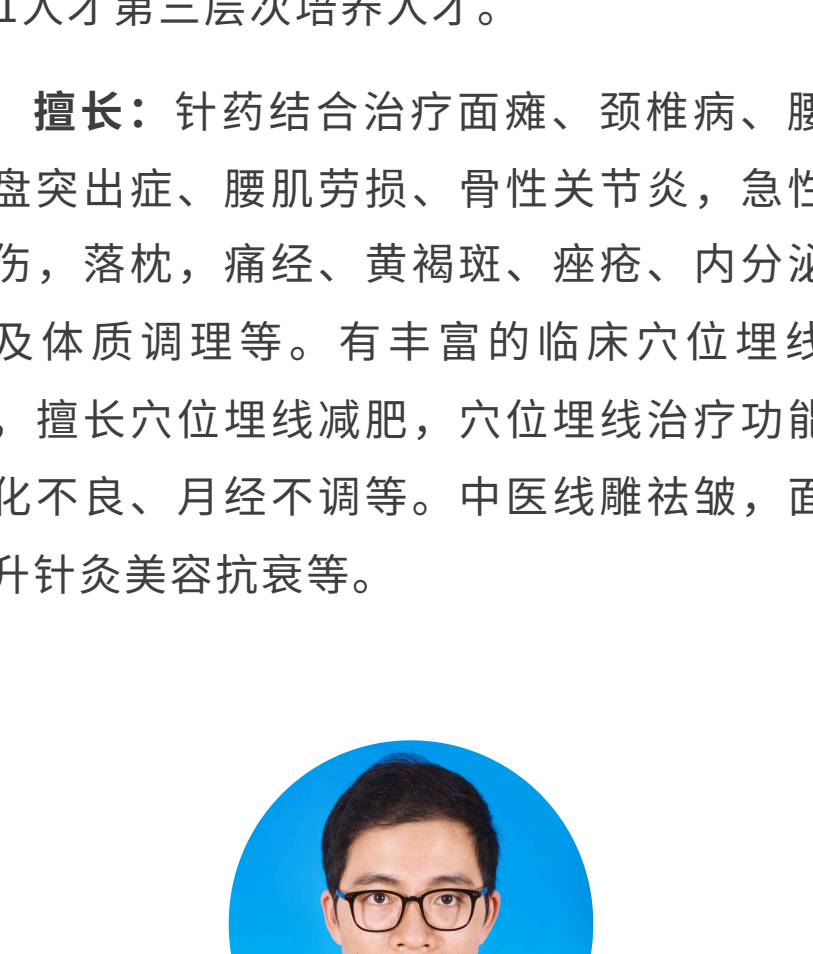 人才第三层次培养人才。
擅长：针药结合治疗面瘫、颈椎病、腰
盘突出症、腰肌劳损、骨性关节炎，急性
伤，落枕，痛经、黄褐斑、痤疮、内分泌
及体质调理等。有丰富的临床穴位埋线
，擅长穴位埋线减肥，穴位埋线治疗功能
化不良、月经不调等。中医线雕祛皱，面
升针灸美容抗衰等。